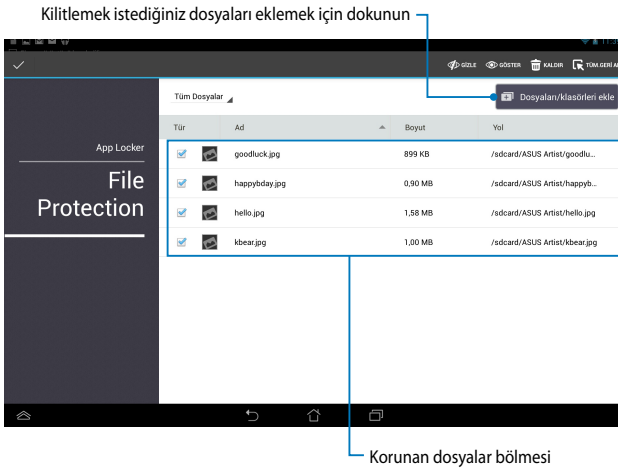 Kilitlemek istediğiniz dosyaları eklemek için dokunun
GİZLE GÖSTER KALDIR TÜM.GERİ
Tüm Dosyalar Dosyaları/klasörleri ekle
Tür Ad Boyut Yol
App Locker
File
Protection
goodluck.jpg 899 KB /sdcard/ASUS Artist/goodlu...
happybday.jpg 0,90 MB /sdcard/ASUS Artist/happyb...
hello.jpg 1,58 MB /sdcard/ASUS Artist/hello.jpg
kbear.jpg 1,00 MB /sdcard/ASUS Artist/kbear.jpg
Korunan dosyalar bölmesi